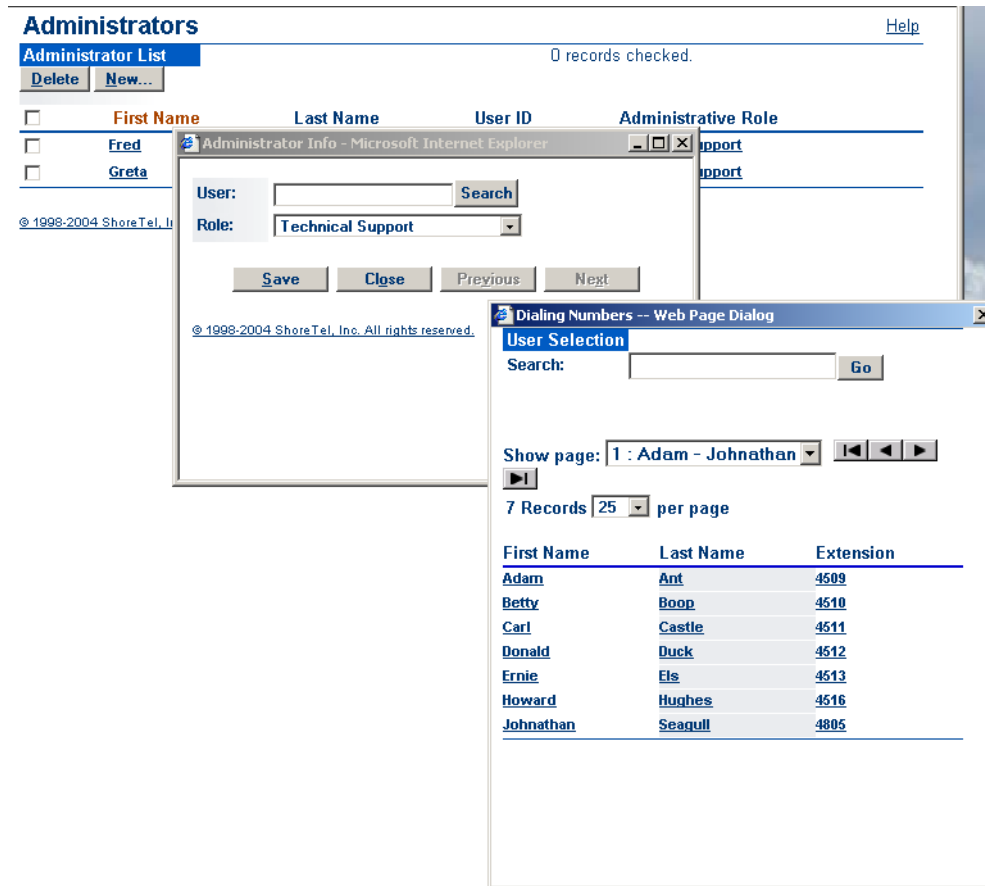 Administrators
Help
Administrator List
0 records checked.
Delete New...
First Name Last Name User ID Administrative Role
Fred
Greta
© 1998-2004 ShoreTel,
Administrator Info - Microsoft Internet Explorer
User: Search
Role: Technical Support
Save Close Previous Next
© 1998-2004 ShoreTel, Inc. All rights reserved.
Dialing Numbers -- Web Page Dialog
User Selection
Search: Go
Show page: 1 : Adam - Johnathan
7 Records 25 per page
First Name Last Name Extension
Adam Ant 4509
Betty Boop 4510
Carl Castle 4511
Donald Duck 4512
Ernie Els 4513
Howard Hughes 4516
Johnathan Seagull 4805